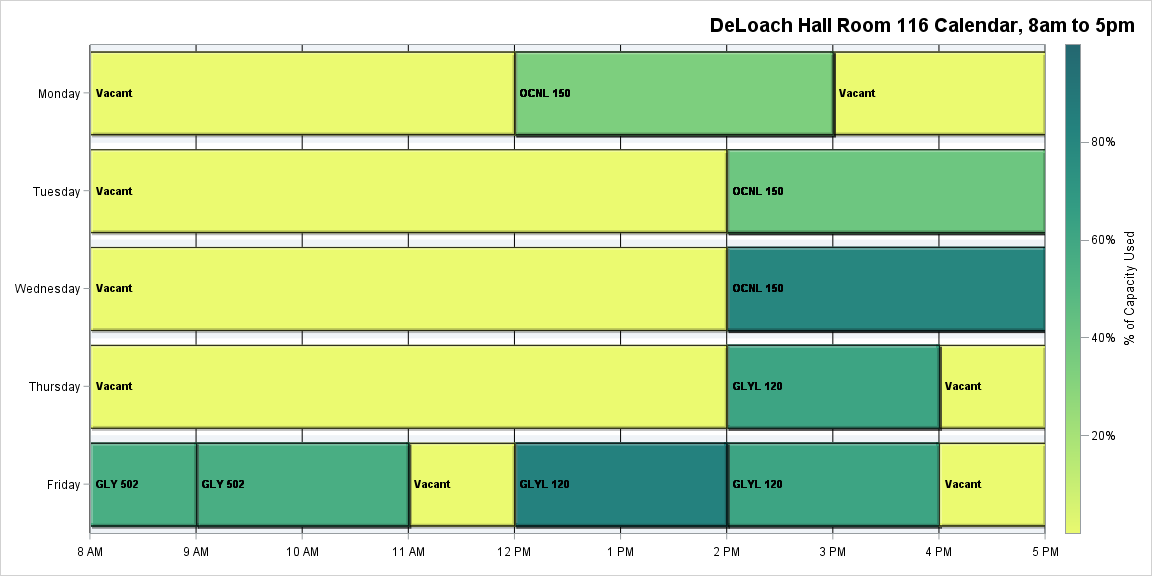 DeLoach Hall Room 116 Calendar, 8am to 5pm
Monday
Vacant
OCNL 150
Vacant
Tuesday
Vacant
OCNL 150
Wednesday
Vacant
OCNL 150
Thursday
Vacant
GLYL 120
Vacant
Friday
GLY 502
GLY 502
Vacant
GLYL 120
GLYL 120
Vacant
8 AM
9 AM
10 AM
11 AM
12 PM
1 PM
2 PM
3 PM
4 PM
5 PM
80%
60%
40%
20%
% of Capacity Used